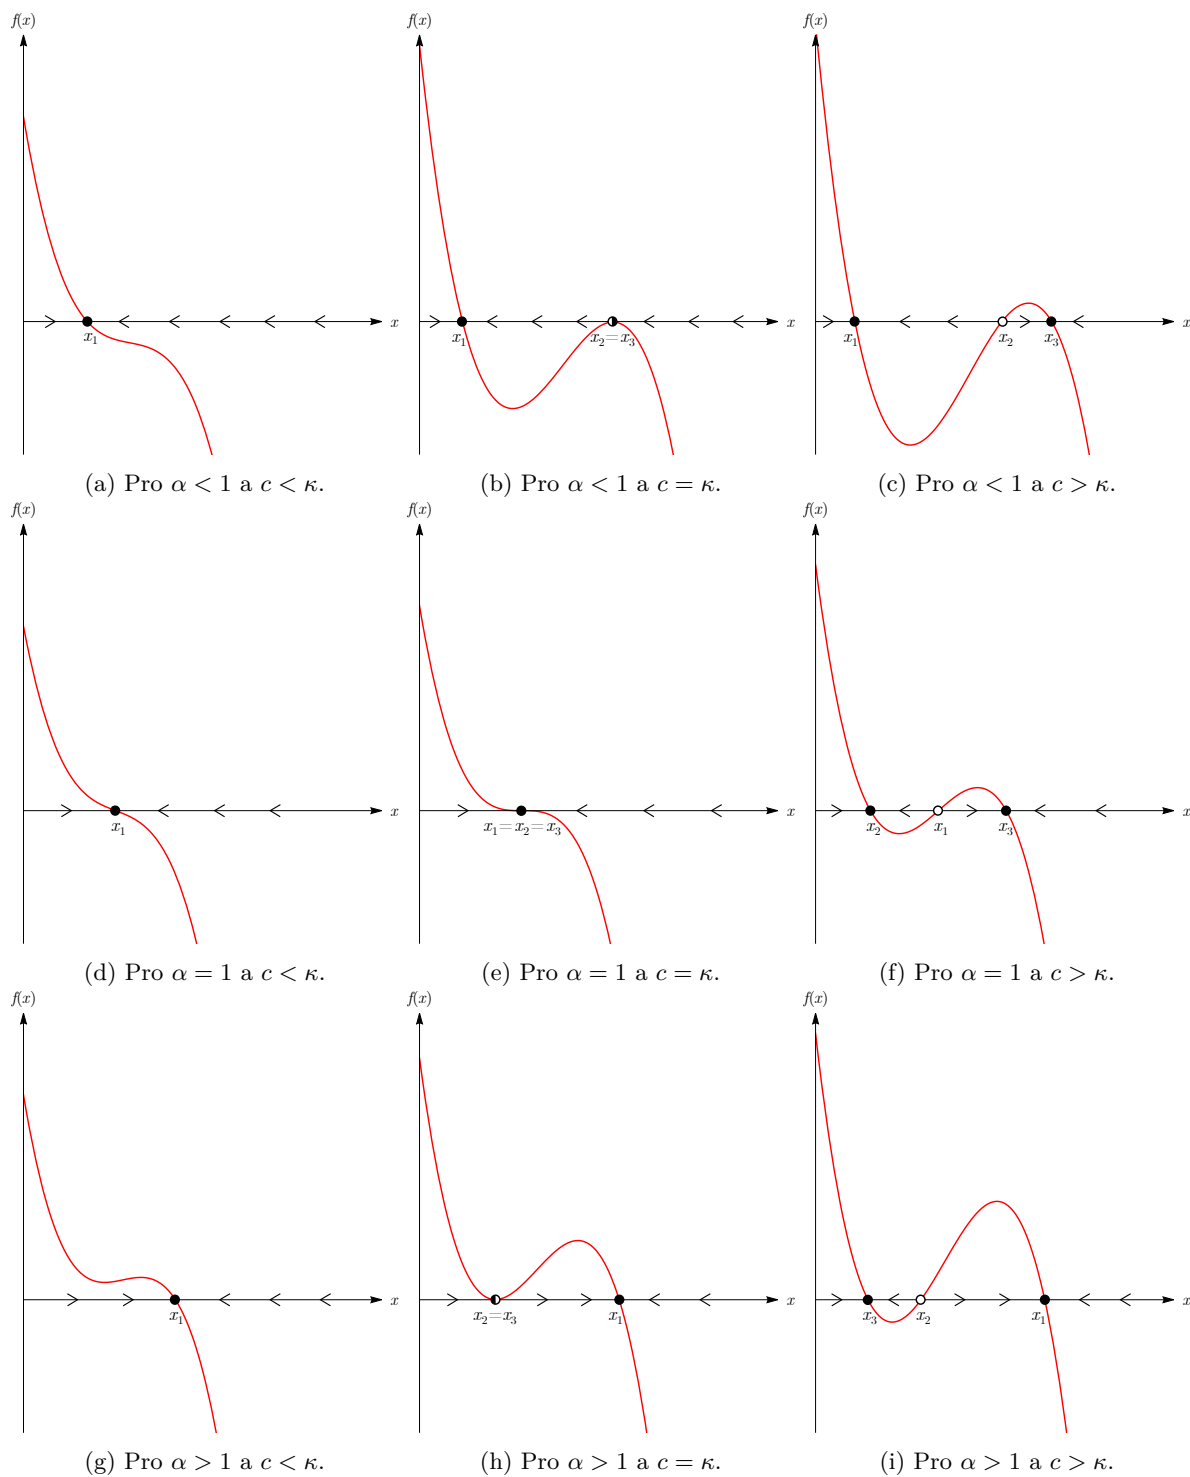 f(x) f(x) f(x)
x x x
x₁ x₁ x₂=x₃ x₁ x₂ x₃
(a) Pro α < 1 a c < κ. (b) Pro α < 1 a c = κ. (c) Pro α < 1 a c > κ.
f(x) f(x) f(x)
x x x
x₁ x₁=x₂=x₃ x₂ x₁ x₃
(d) Pro α = 1 a c < κ. (e) Pro α = 1 a c = κ. (f) Pro α = 1 a c > κ.
f(x) f(x) f(x)
x x x
x₁ x₂=x₃ x₁ x₃ x₂ x₁
(g) Pro α > 1 a c < κ. (h) Pro α > 1 a c = κ. (i) Pro α > 1 a c > κ.